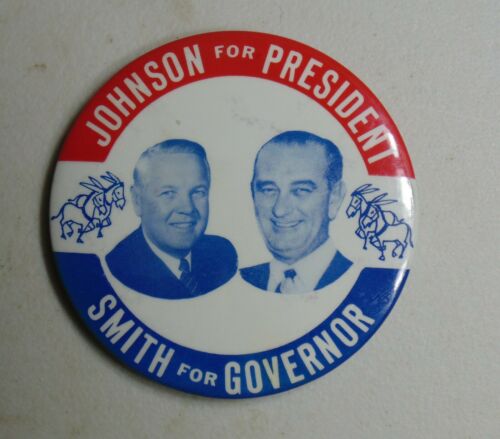 JOHNSON FOR PRESIDENT
SMITH FOR GOVERNOR